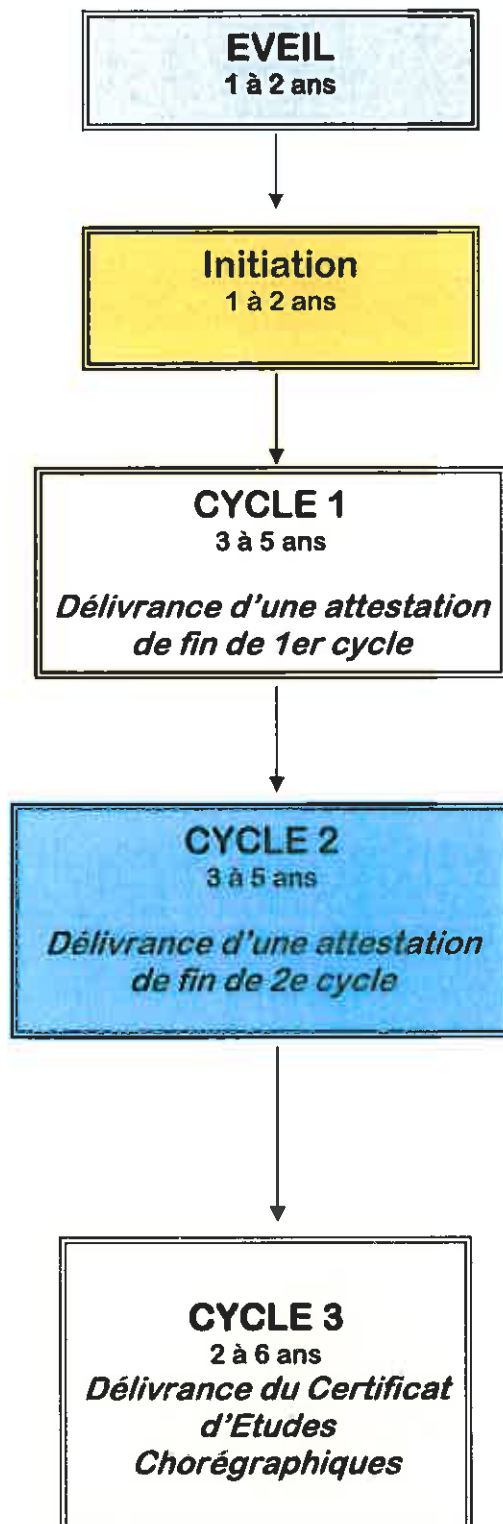 EVEIL
1 à 2 ans
Initiation
1 à 2 ans
CYCLE 1
3 à 5 ans
Délivrance d'une attestation
de fin de 1er cycle
CYCLE 2
3 à 5 ans
Délivrance d'une attestation
de fin de 2e cycle
CYCLE 3
2 à 6 ans
Délivrance du Certificat
d'Etudes
Chorégraphiques